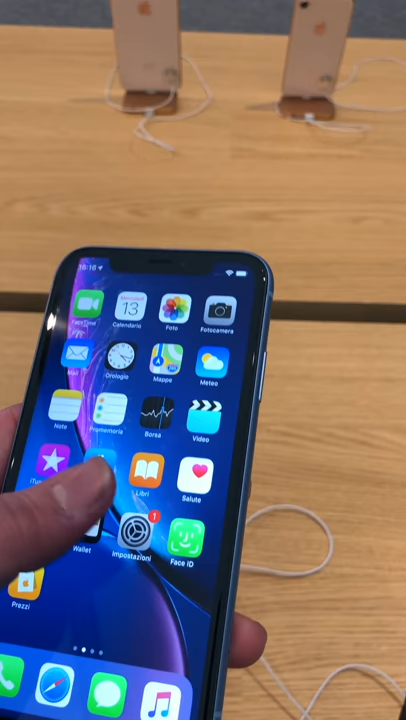 16:16
FaceTime
Mercoledì
13
Calendario
Foto
Fotocamera
Mail
Orologio
Mappe
Meteo
Note
Promemoria
Borsa
Video
iTu
Libri
Salute
Wallet
1
Impostazioni
Face ID
Prezzi